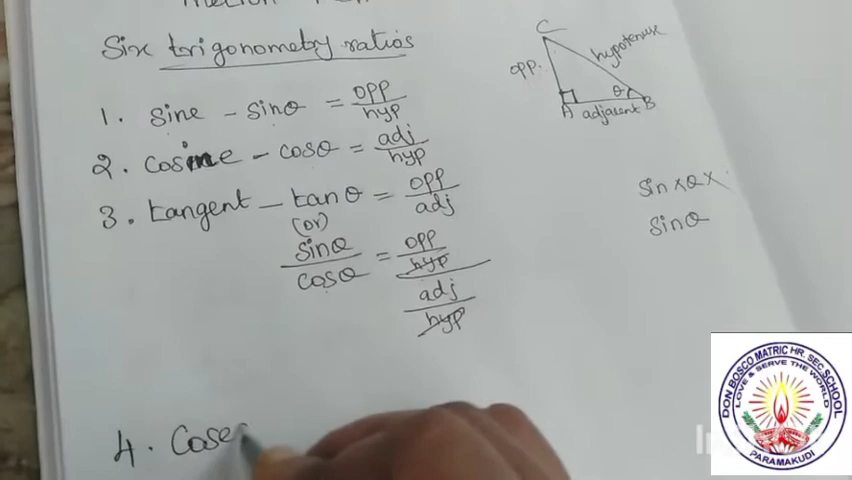 Six trigonometry ratios
1. sine - sinθ = opp/hyp
2. cosine - cosθ = adj/hyp
3. tangent - tanθ = opp/adj
(or)
sinθ/cosθ = opp/hyp / adj/hyp
4. Cosec
C
opp.
hypotenuse
θ
A adjacent B
sin x θ x
sinθ
DON BOSCO MATRIC HR. SEC. SCHOOL
LOVE & SERVE THE WORLD
PARAMAKUDI